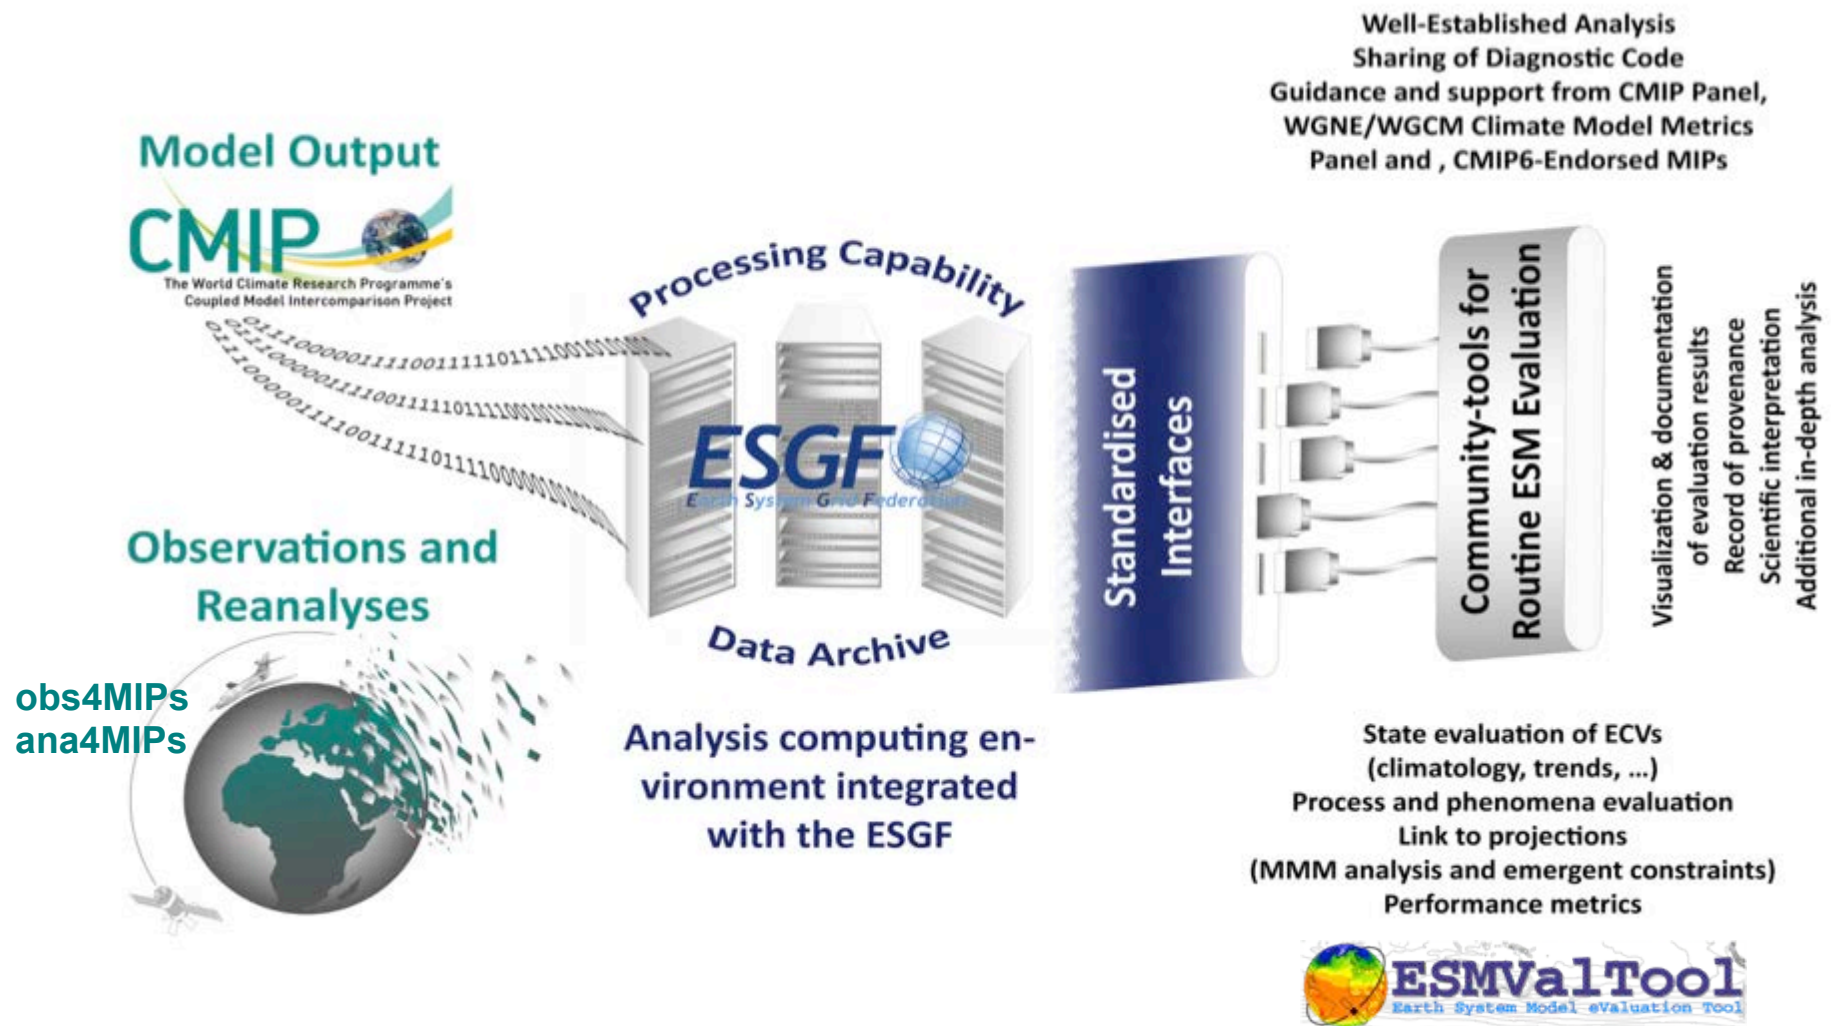 Well-Established Analysis
Sharing of Diagnostic Code
Guidance and support from CMIP Panel,
WGNE/WGCM Climate Model Metrics
Panel and , CMIP6-Endorsed MIPs
Model Output
CMIP
The World Climate Research Programme's
Coupled Model Intercomparison Project
Observations and
Reanalyses
obs4MIPs
ana4MIPs
Processing Capability
ESGF
Earth System Grid Federation
Data Archive
Analysis computing en-
vironment integrated
with the ESGF
Standardised
Interfaces
Community-tools for
Routine ESM Evaluation
Visualization & documentation
of evaluation results
Record of provenance
Scientific interpretation
Additional in-depth analysis
State evaluation of ECVs
(climatology, trends, ...)
Process and phenomena evaluation
Link to projections
(MMM analysis and emergent constraints)
Performance metrics
ESMValTool
Earth System Model eValuation Tool